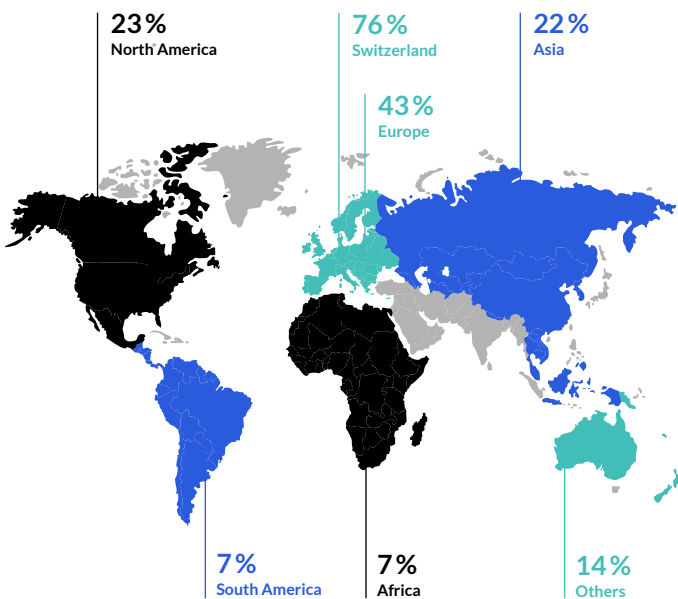 23%
North America
76%
Switzerland
22%
Asia
43%
Europe
7%
South America
7%
Africa
14%
Others